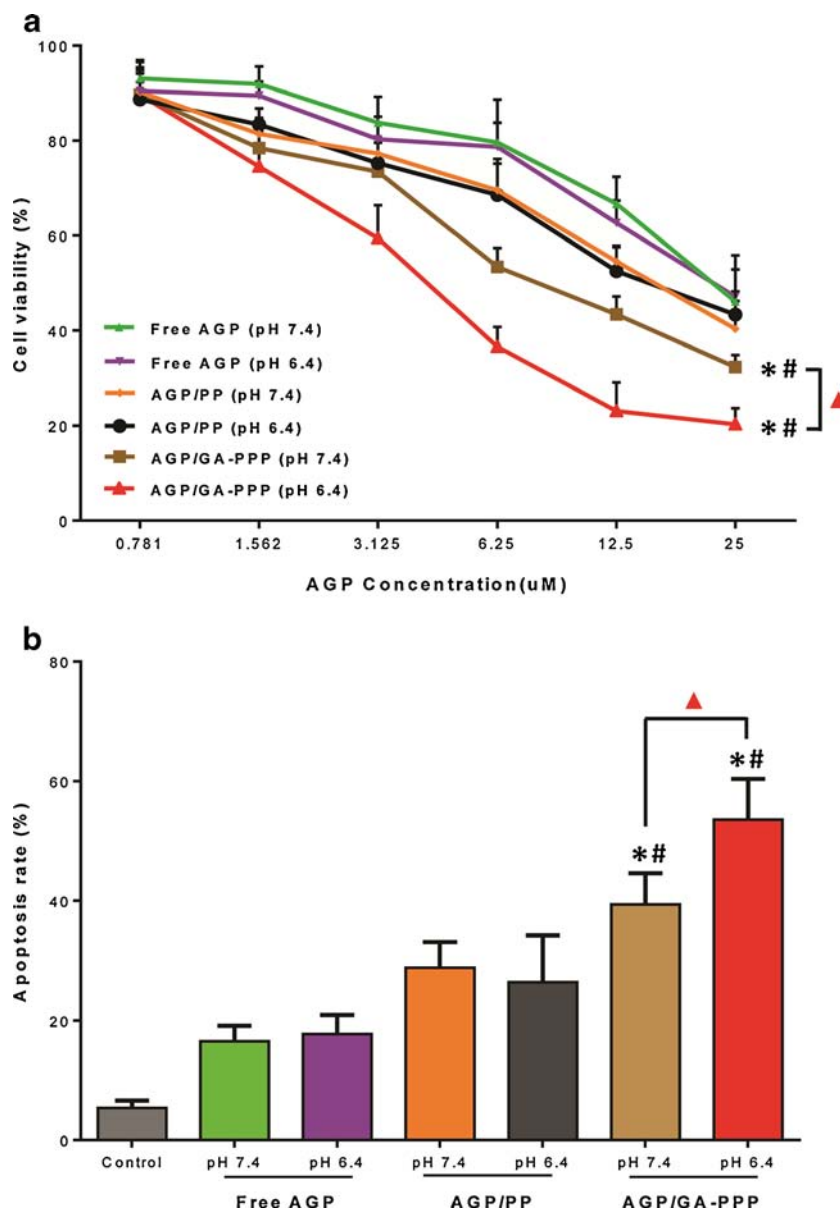 a
100
80
60
40
20
0
Cell viability (%)
Free AGP (pH 7.4)
Free AGP (pH 6.4)
AGP/PP (pH 7.4)
AGP/PP (pH 6.4)
AGP/GA-PPP (pH 7.4)
AGP/GA-PPP (pH 6.4)
*#
*#
0.781 1.562 3.125 6.25 12.5 25
AGP Concentration(uM)
b
80
60
40
20
0
Apoptosis rate (%)
*#
*#
Control pH 7.4 pH 6.4 pH 7.4 pH 6.4 pH 7.4 pH 6.4
Free AGP AGP/PP AGP/GA-PPP